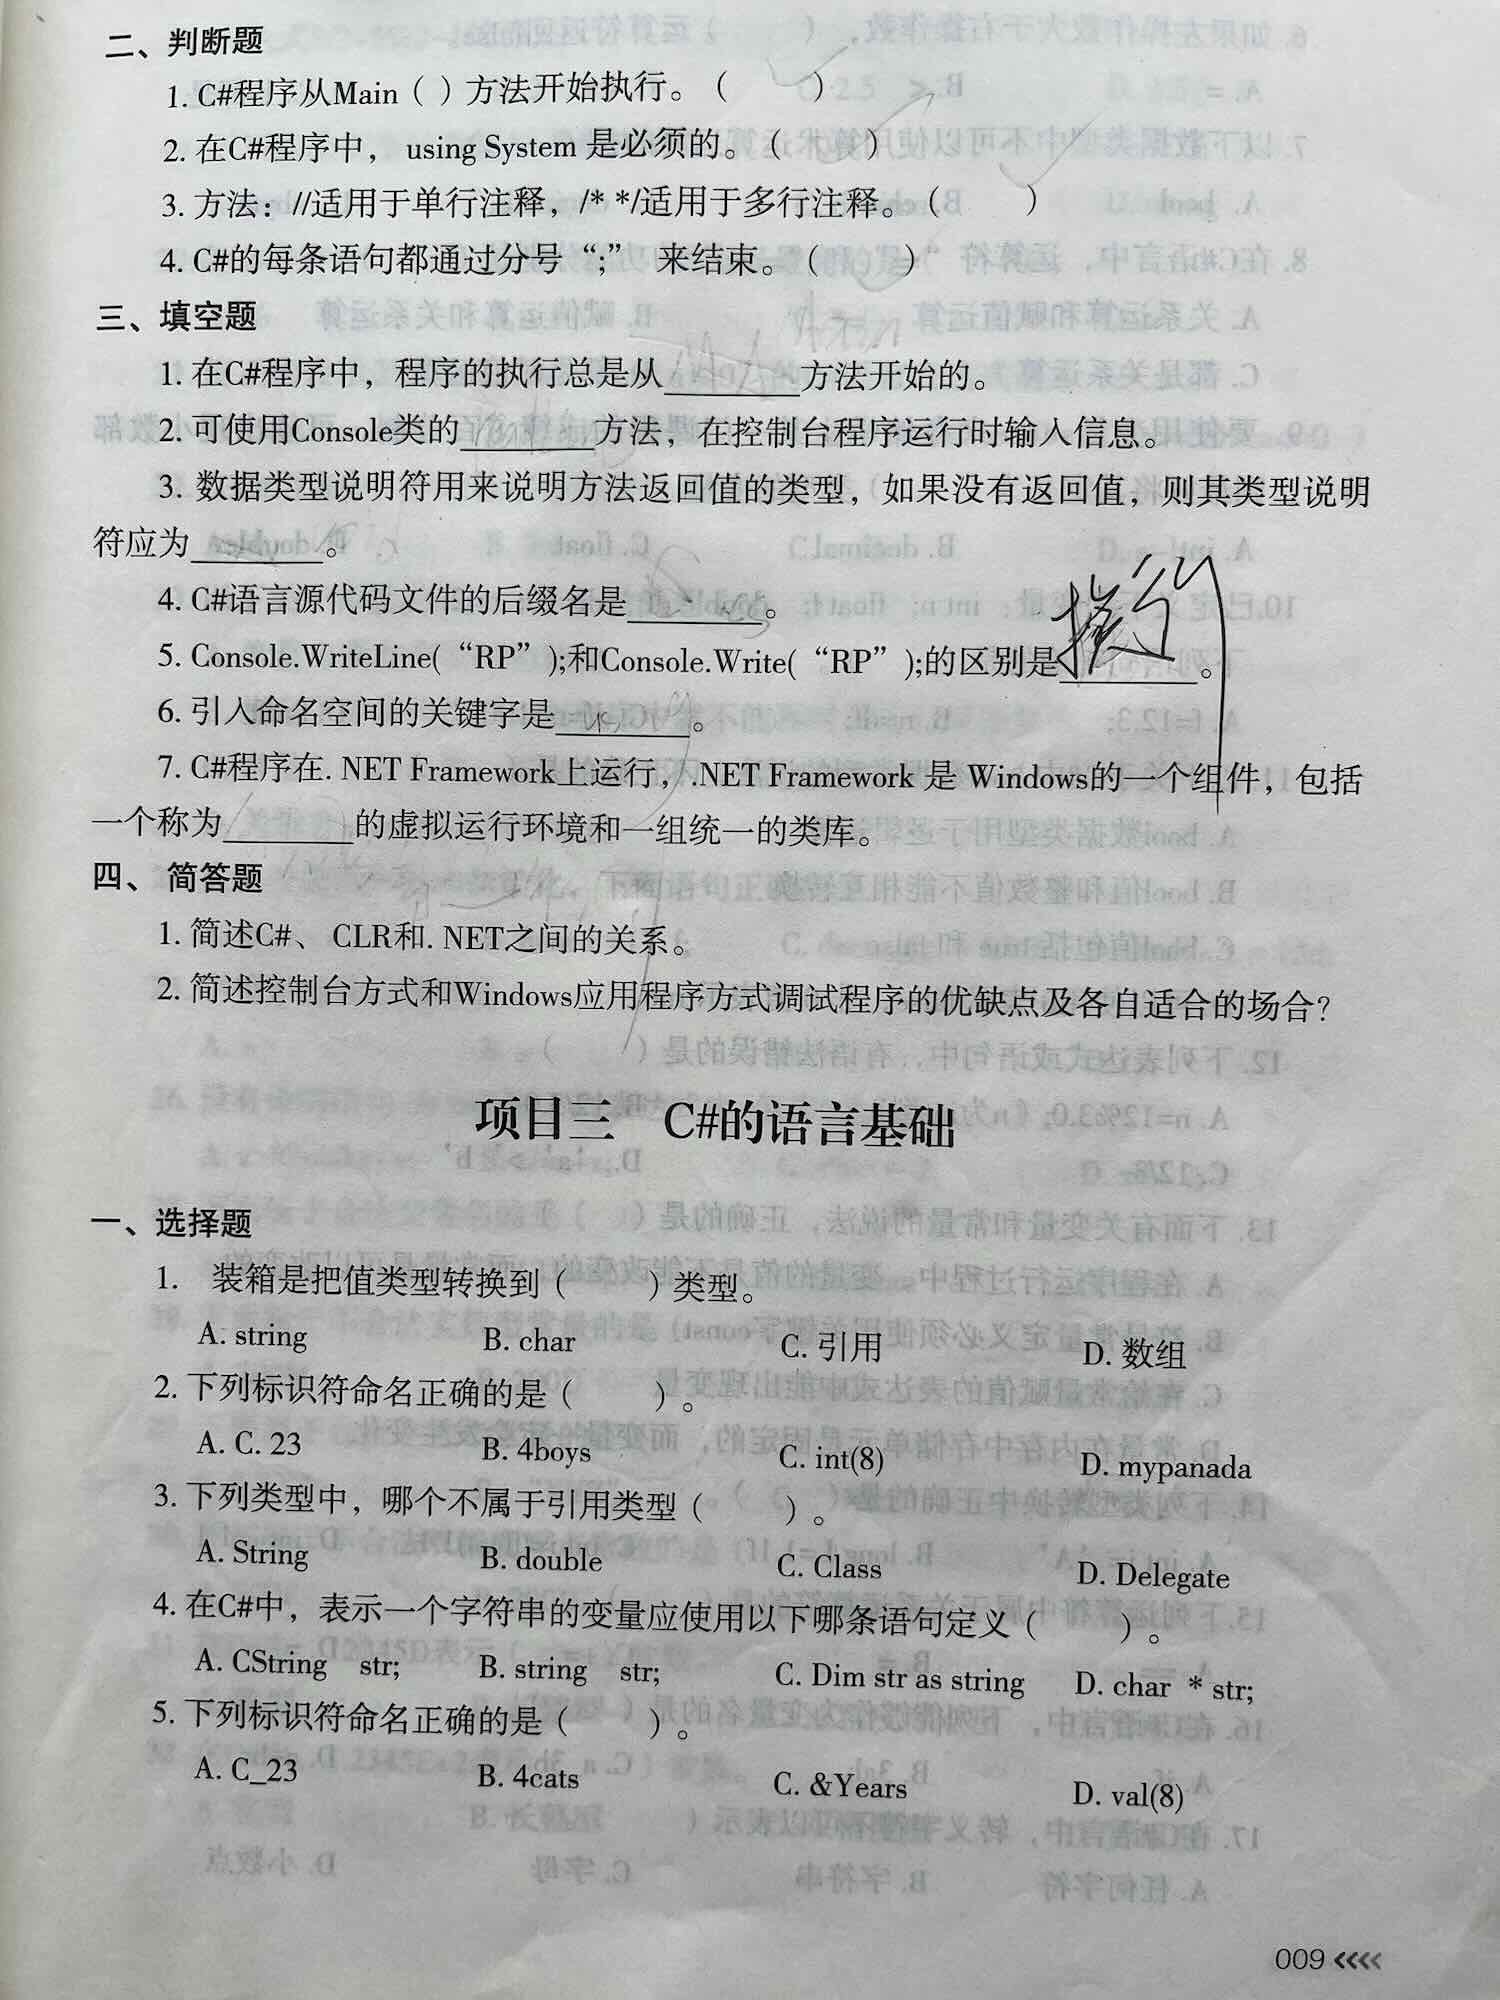 二、判断题
1. C#程序从Main（ ）方法开始执行。（ ）
2. 在C#程序中， using System 是必须的。（ ）
3. 方法：//适用于单行注释，/* */适用于多行注释。（ ）
4. C#的每条语句都通过分号“;” 来结束。（ ）
三、填空题
1. 在C#程序中，程序的执行总是从________方法开始的。
2. 可使用Console类的________方法，在控制台程序运行时输入信息。
3. 数据类型说明符用来说明方法返回值的类型，如果没有返回值，则其类型说明
符应为________。
4. C#语言源代码文件的后缀名是________。
5. Console.WriteLine(“RP”);和Console.Write(“RP”);的区别是________。
6. 引入命名空间的关键字是________。
7. C#程序在. NET Framework上运行，.NET Framework 是 Windows的一个组件，包括
一个称为________的虚拟运行环境和一组统一的类库。
四、 简答题
1. 简述C#、 CLR和. NET之间的关系。
2. 简述控制台方式和Windows应用程序方式调试程序的优缺点及各自适合的场合？
项目三 C#的语言基础
一、选择题
1. 装箱是把值类型转换到（ ）类型。
A. string B. char C. 引用 D. 数组
2. 下列标识符命名正确的是（ ）。
A. C. 23 B. 4boys C. int(8) D. mypanada
3. 下列类型中，哪个不属于引用类型（ ）。
A. String B. double C. Class D. Delegate
4. 在C#中，表示一个字符串的变量应使用以下哪条语句定义（ ）。
A. CString str; B. string str; C. Dim str as string D. char * str;
5. 下列标识符命名正确的是（ ）。
A. C_23 B. 4cats C. &Years D. val(8)
009